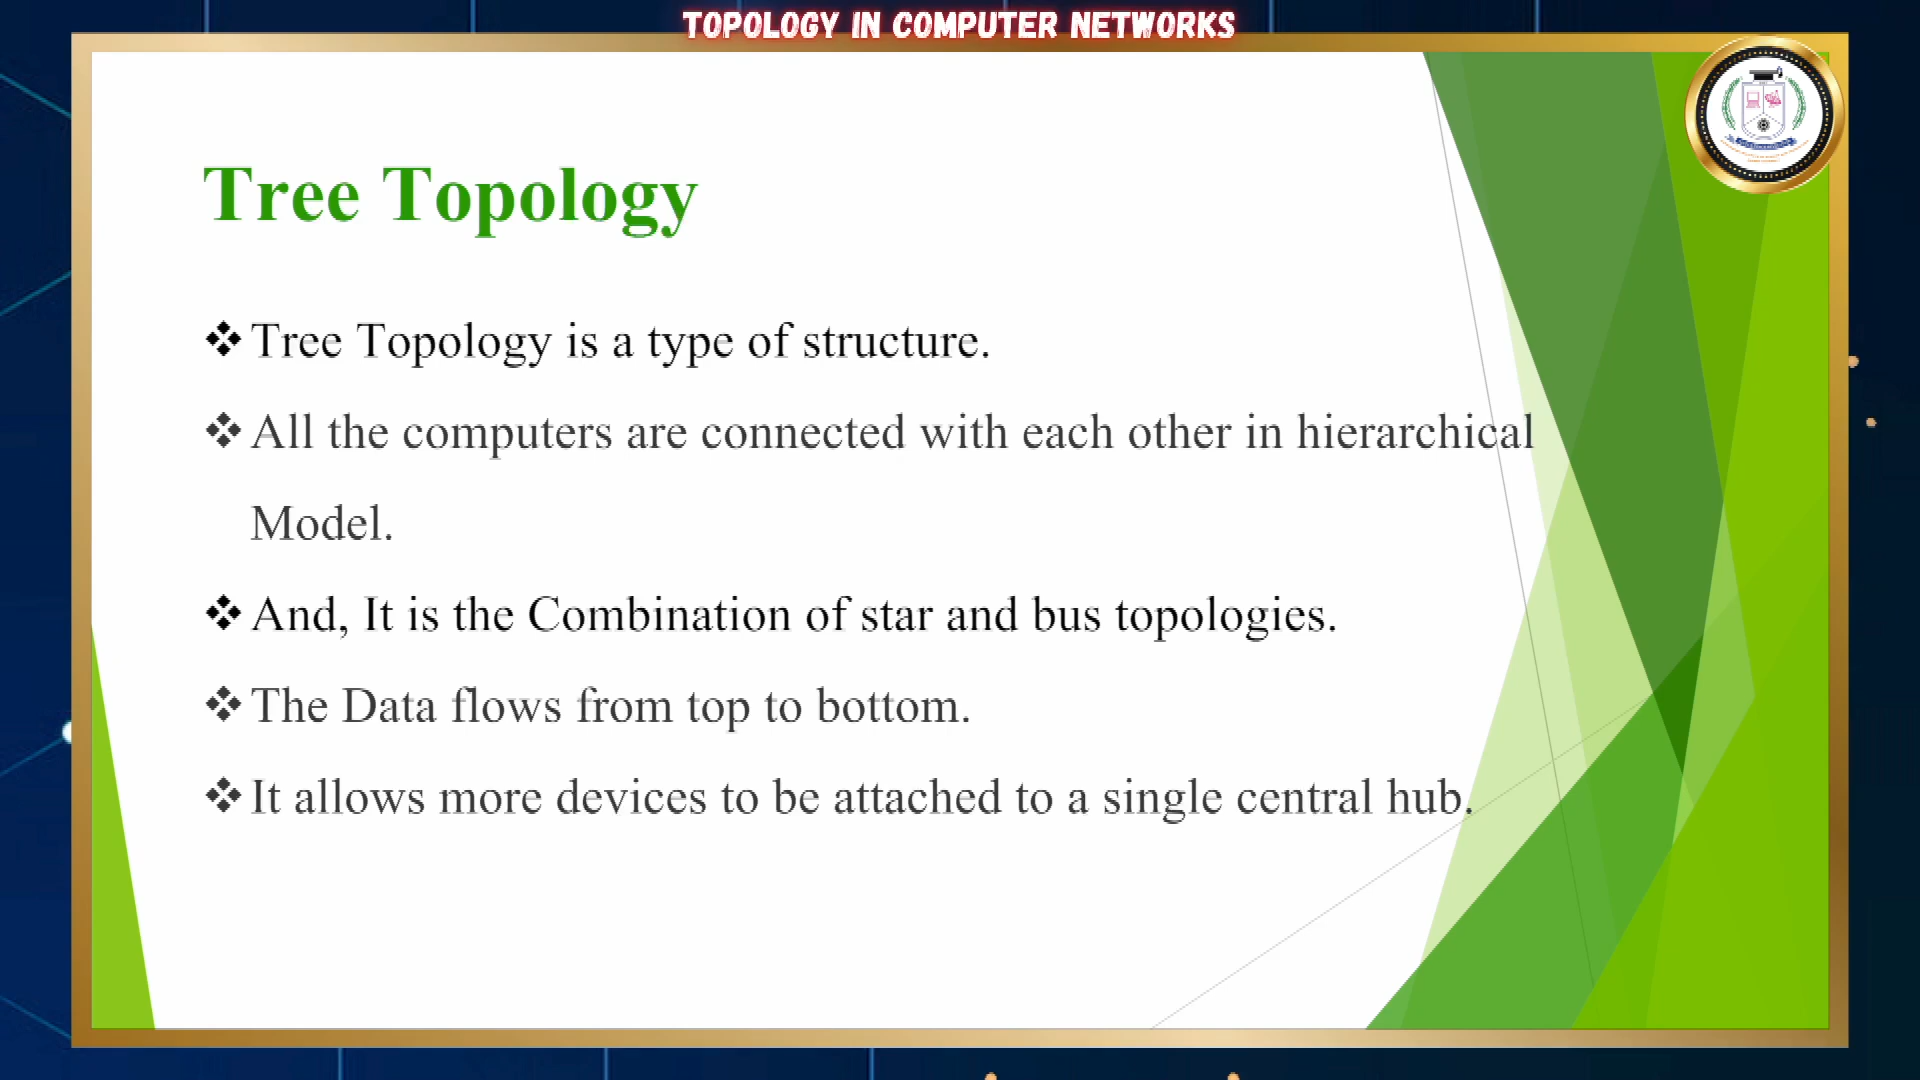 TOPOLOGY IN COMPUTER NETWORKS
Tree Topology
❖Tree Topology is a type of structure.
❖All the computers are connected with each other in hierarchical
Model.
❖And, It is the Combination of star and bus topologies.
❖The Data flows from top to bottom.
❖It allows more devices to be attached to a single central hub.